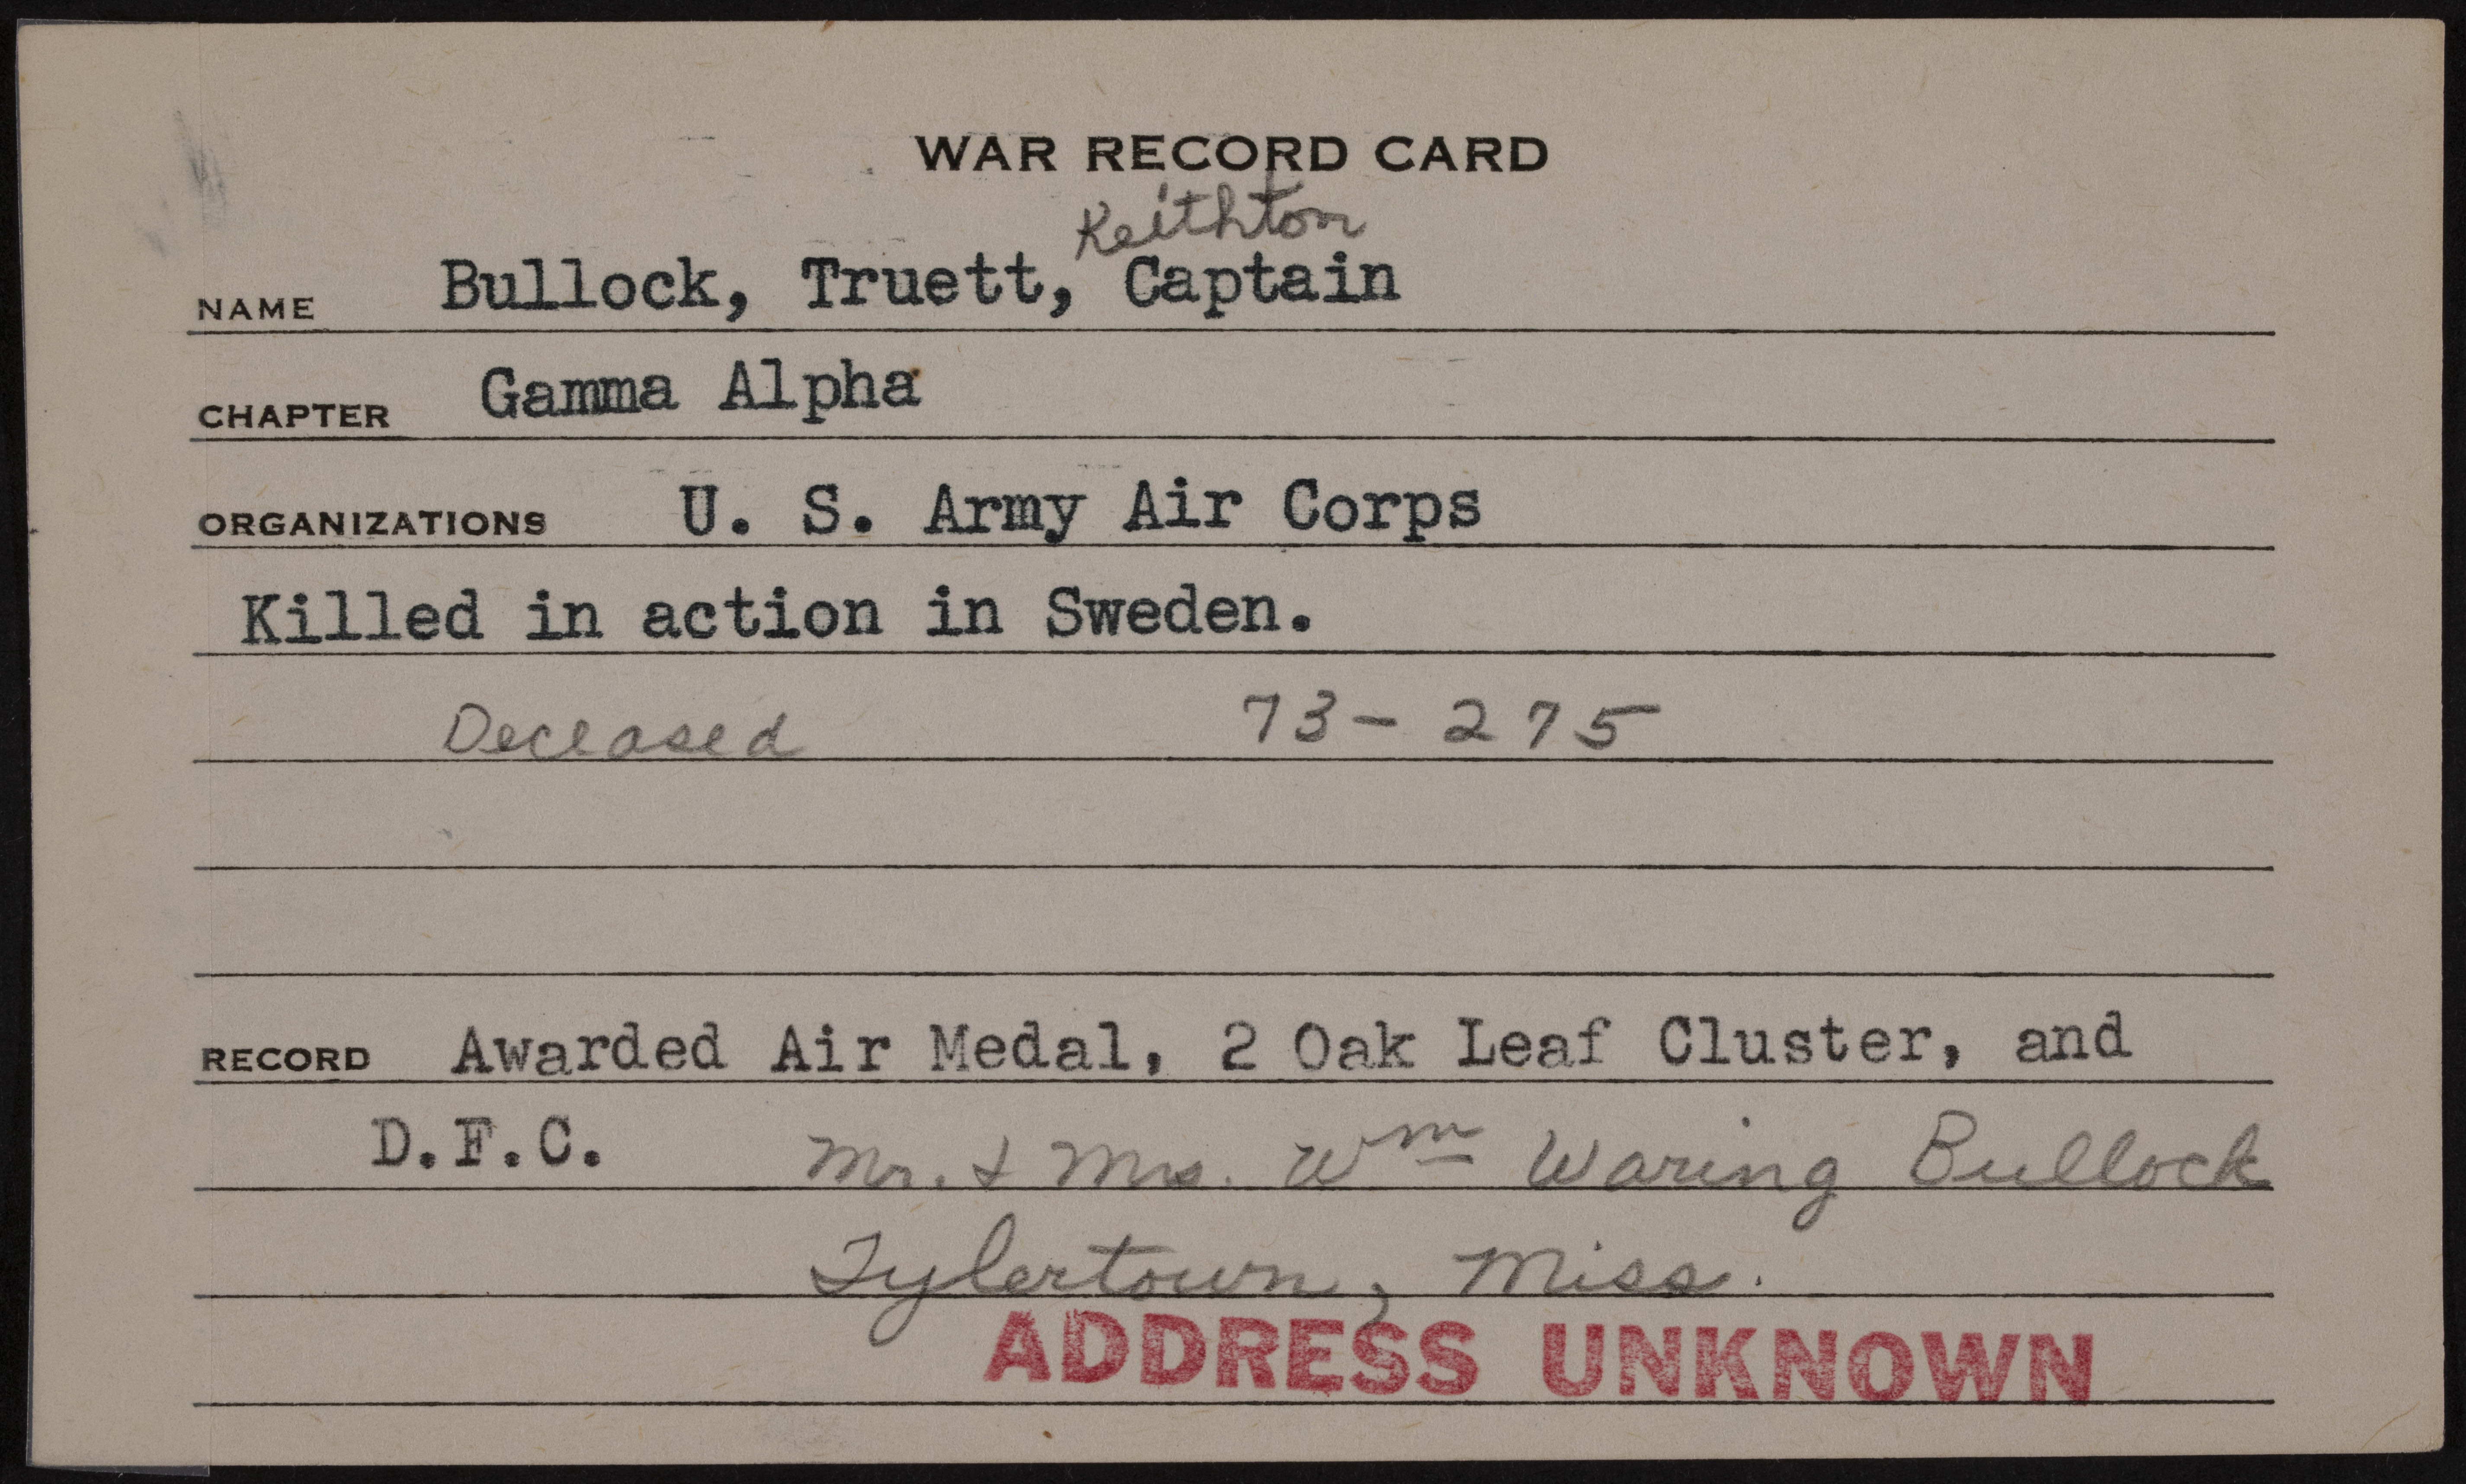 WAR RECORD CARD
Keithton
NAME Bullock, Truett, Captain
CHAPTER Gamma Alpha
ORGANIZATIONS U. S. Army Air Corps
Killed in action in Sweden.
Deceased 73-275
RECORD Awarded Air Medal, 2 Oak Leaf Cluster, and
D.F.C. Mr. & Mrs. Wm Waring Bullock
Tylertown, Miss.
ADDRESS UNKNOWN